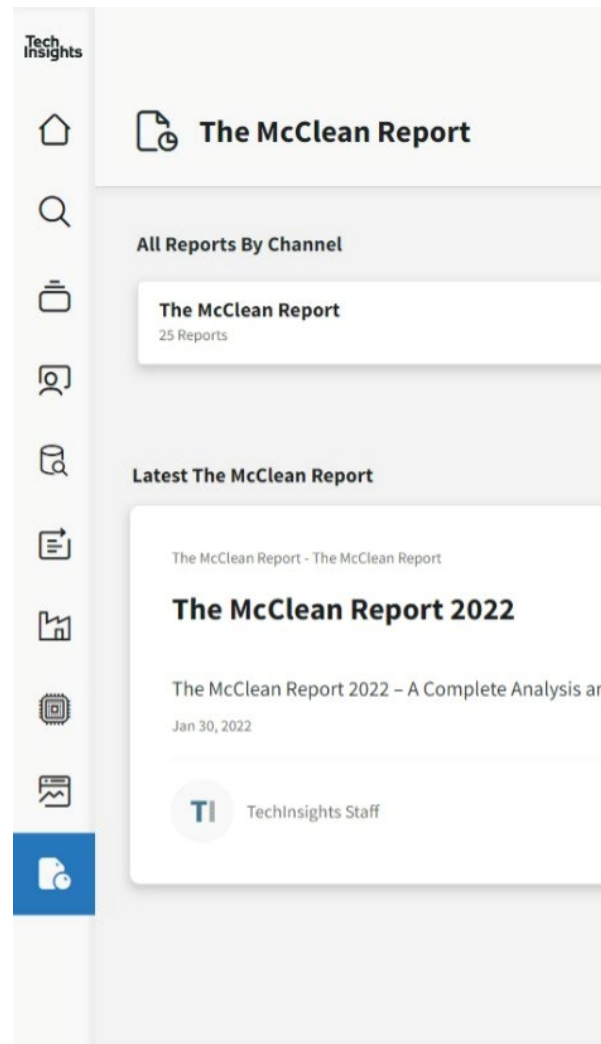 Tech
Insights
The McClean Report
All Reports By Channel
The McClean Report
25 Reports
Latest The McClean Report
The McClean Report - The McClean Report
The McClean Report 2022
The McClean Report 2022 – A Complete Analysis
Jan 30, 2022
TI
TechInsights Staff